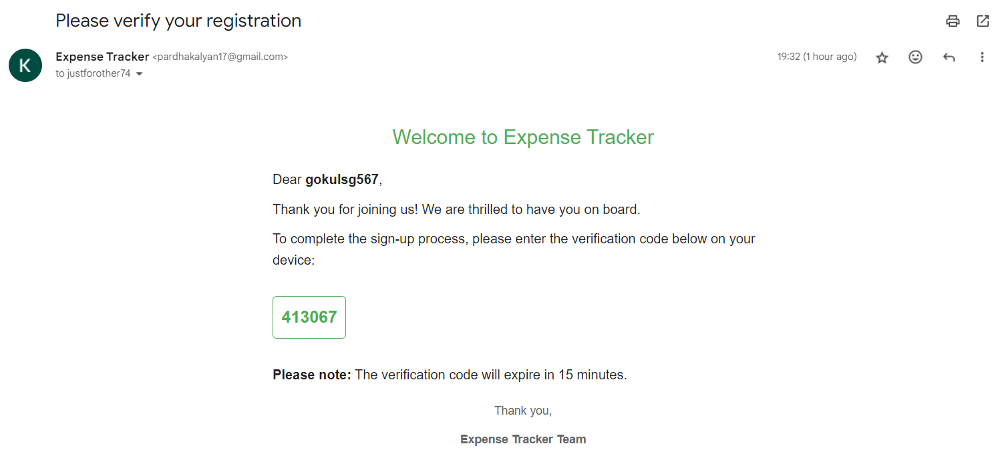 Please verify your registration
Expense Tracker <pardhakalyan17@gmail.com>
19:32 (1 hour ago)
K
to justforother74
Welcome to Expense Tracker
Dear gokulsg567,
Thank you for joining us! We are thrilled to have you on board.
To complete the sign-up process, please enter the verification code below on your
device:
413067
Please note: The verification code will expire in 15 minutes.
Thank you,
Expense Tracker Team